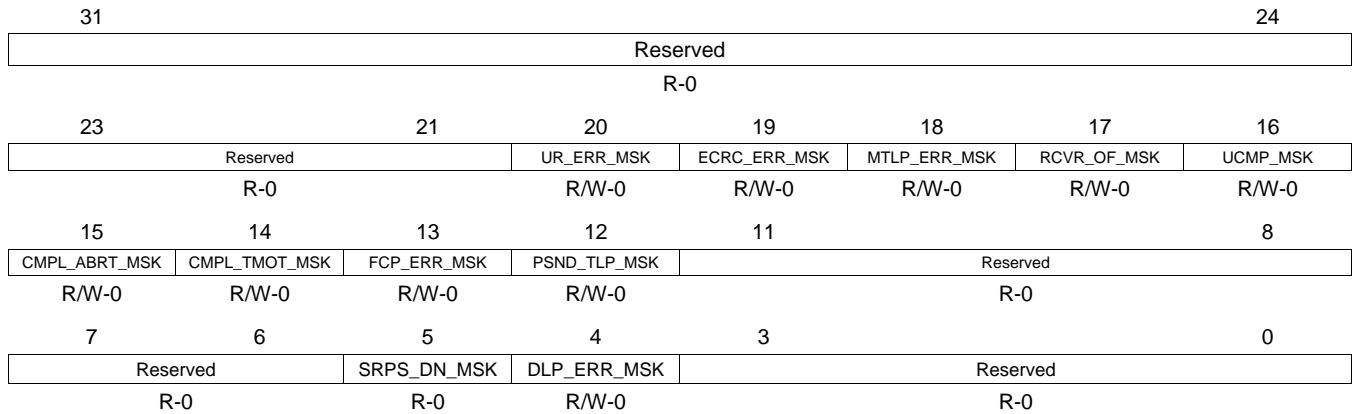 31 24
Reserved
R-0
23 21 20 19 18 17 16
Reserved UR_ERR_MSK ECRC_ERR_MSK MTLP_ERR_MSK RCVR_OF_MSK UCMP_MSK
R-0 R/W-0 R/W-0 R/W-0 R/W-0 R/W-0
15 14 13 12 11 8
CMPL_ABRT_MSK CMPL_TMOT_MSK FCP_ERR_MSK PSND_TLP_MSK Reserved
R/W-0 R/W-0 R/W-0 R/W-0 R-0
7 6 5 4 3 0
Reserved SRPS_DN_MSK DLP_ERR_MSK Reserved
R-0 R-0 R/W-0 R-0